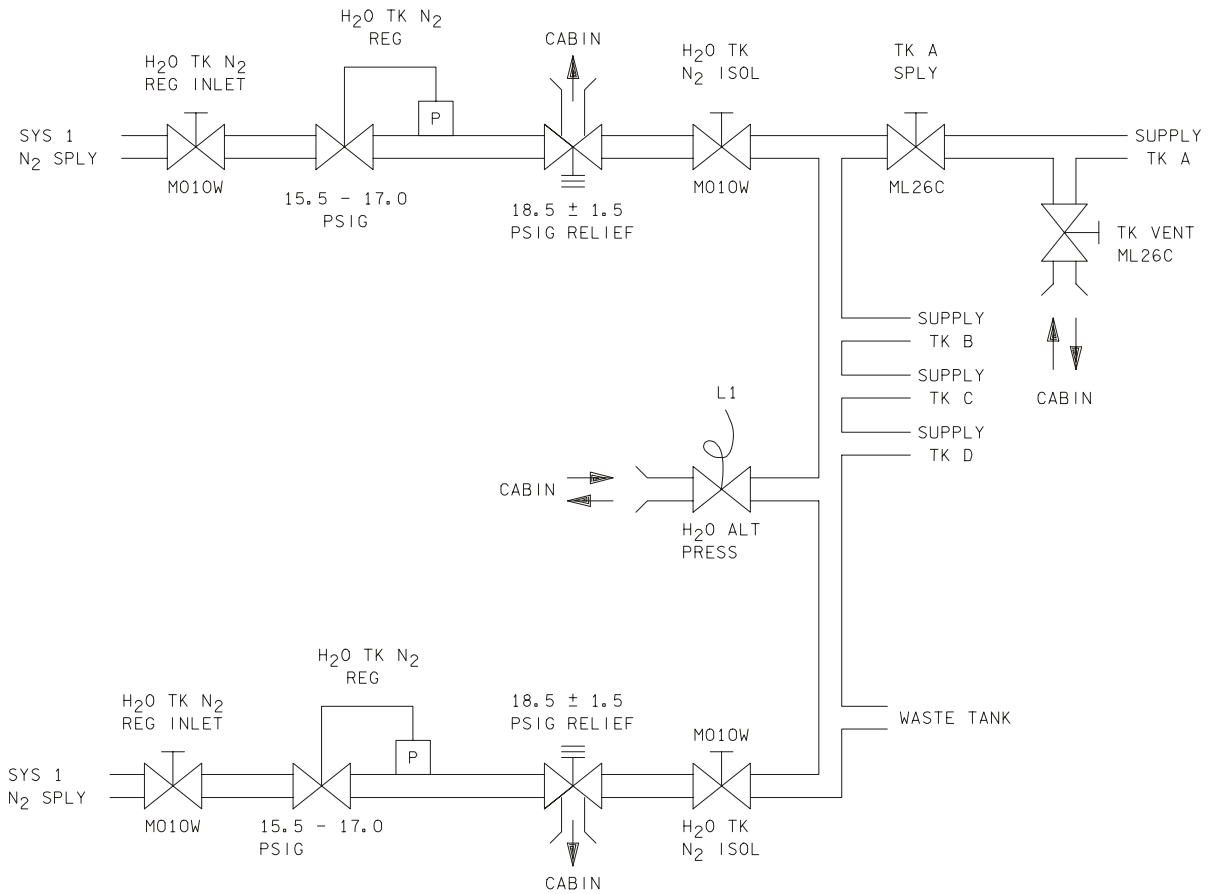 H2O TK N2
REG
CABIN
H2O TK
N2 ISOL
TK A
SPLY
H2O TK N2
REG INLET
P
SYS 1
N2 SPLY
SUPPLY
TK A
MO10W
15.5 - 17.0
PSIG
18.5 ± 1.5
PSIG RELIEF
MO10W
ML26C
TK VENT
ML26C
SUPPLY
TK B
SUPPLY
TK C
SUPPLY
TK D
CABIN
L1
CABIN
H2O ALT
PRESS
H2O TK N2
REG
H2O TK N2
REG INLET
18.5 ± 1.5
PSIG RELIEF
WASTE TANK
MO10W
P
SYS 1
N2 SPLY
MO10W
15.5 - 17.0
PSIG
H2O TK
N2 ISOL
CABIN